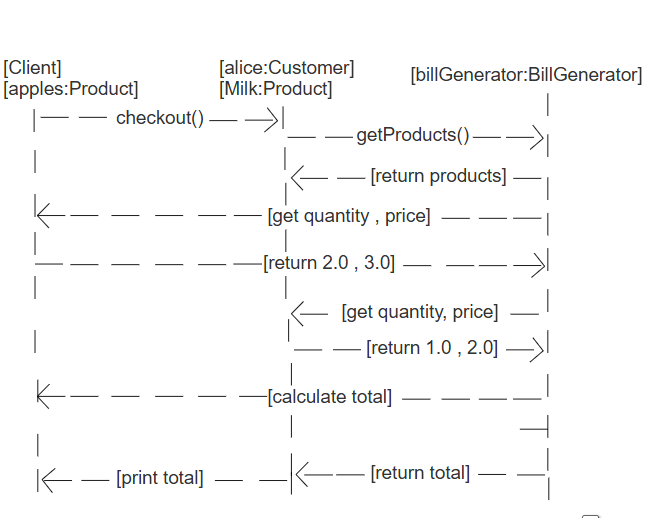 [Client]
[alice:Customer]
[billGenerator:BillGenerator]
[apples:Product]
[Milk:Product]
checkout()
getProducts()
[return products]
[get quantity , price]
[return 2.0 , 3.0]
[get quantity, price]
[return 1.0 , 2.0]
[calculate total]
[return total]
[print total]